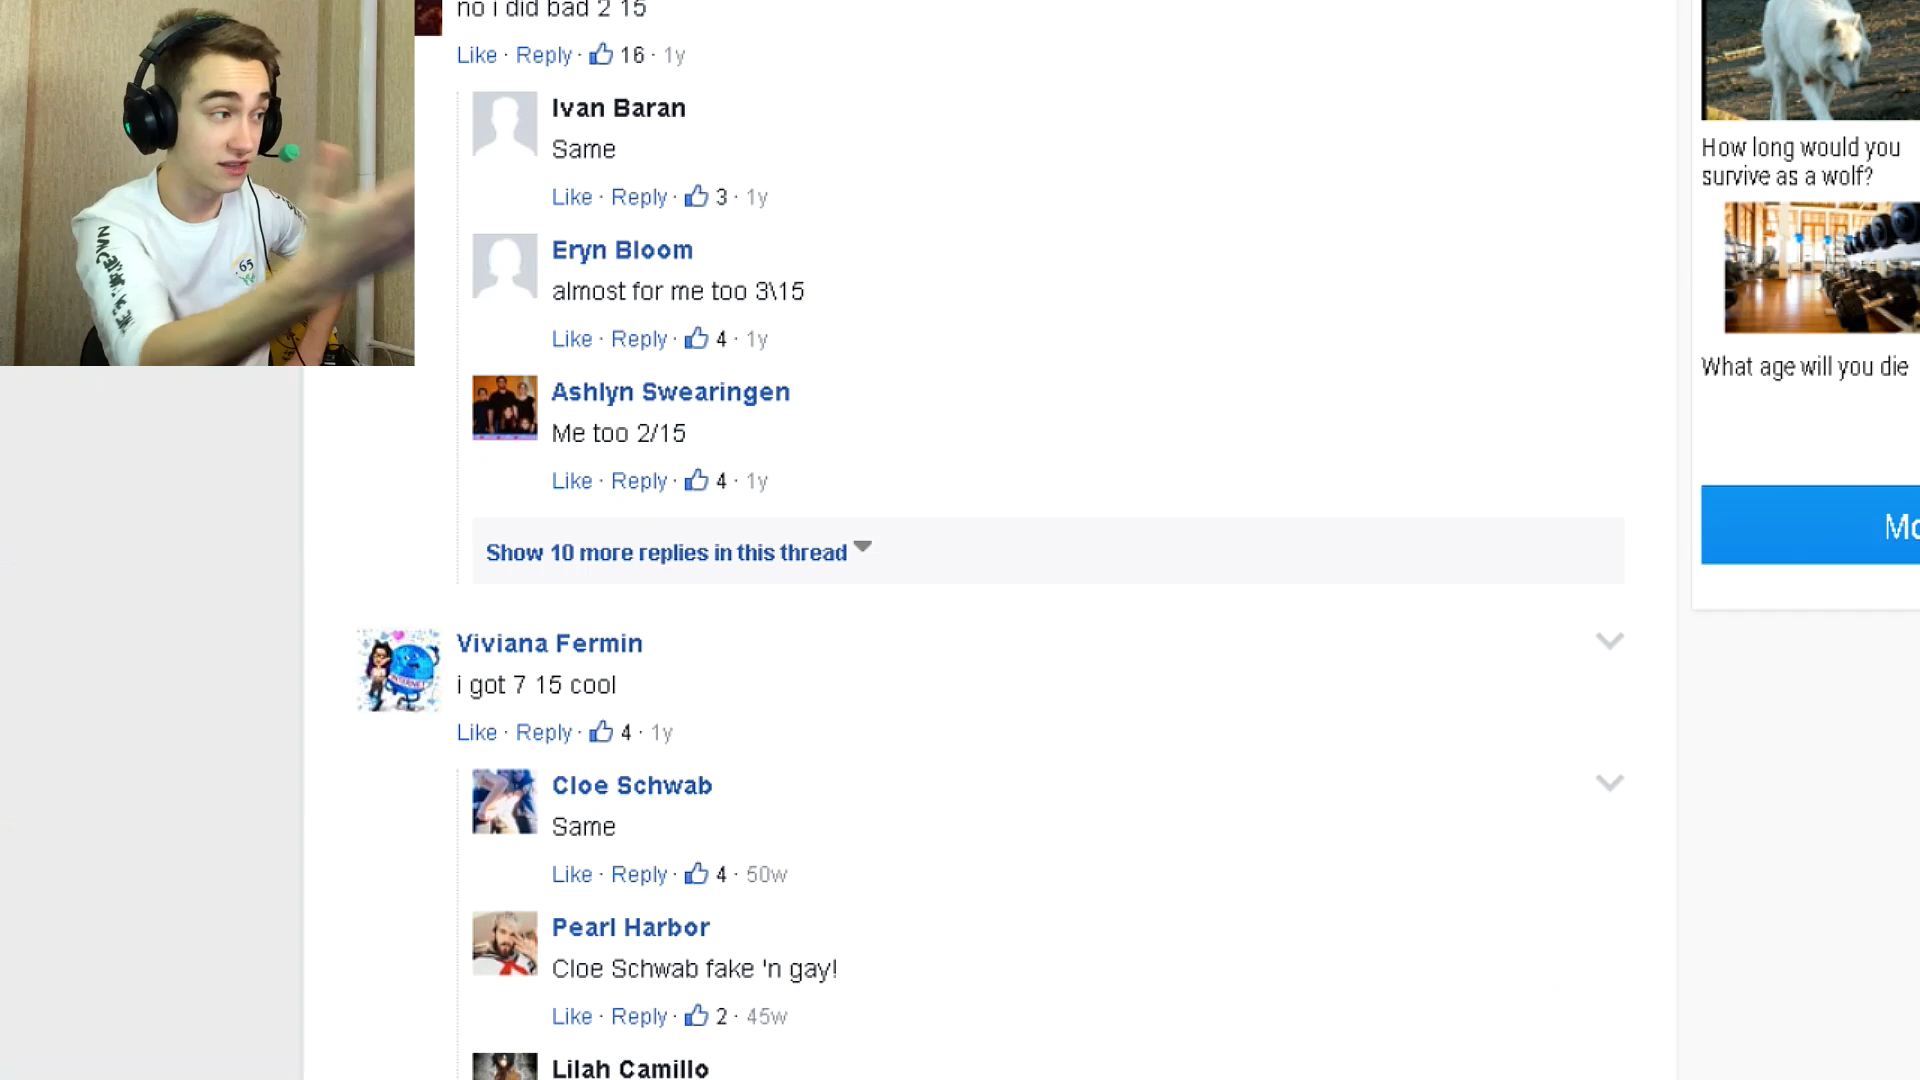 no i did bad 2 15
Like · Reply · 16 · 1y
Ivan Baran
Same
Like · Reply · 3 · 1y
Eryn Bloom
almost for me too 3\15
Like · Reply · 4 · 1y
Ashlyn Swearingen
Me too 2/15
Like · Reply · 4 · 1y
Show 10 more replies in this thread
Viviana Fermin
i got 7 15 cool
Like · Reply · 4 · 1y
Cloe Schwab
Same
Like · Reply · 4 · 50w
Pearl Harbor
Cloe Schwab fake 'n gay!
Like · Reply · 2 · 45w
Lilah Camillo
How long would you
survive as a wolf?
What age will you die
65